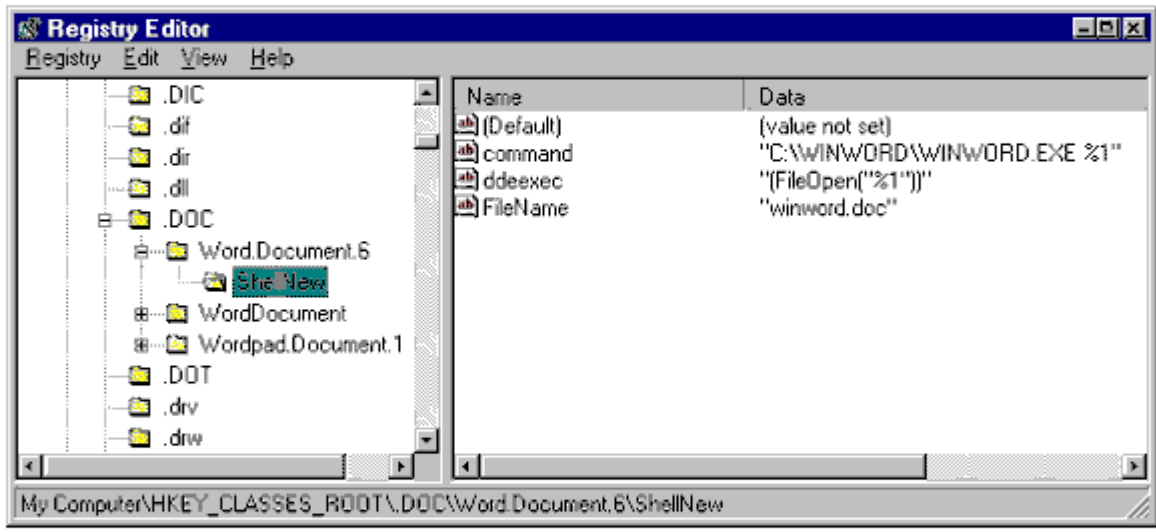 Registry Editor
Registry Edit View Help
.DIC
.dif
.dir
.dll
.DOC
Word.Document.6
ShellNew
WordDocument
Wordpad.Document.1
.DOT
.drv
.drw
Name Data
(Default) (value not set)
command "C:\WINWORD\WINWORD.EXE %1"
ddeexec "(FileOpen("%1"))"
FileName "winword.doc"
My Computer\HKEY_CLASSES_ROOT\.DOC\Word.Document.6\ShellNew